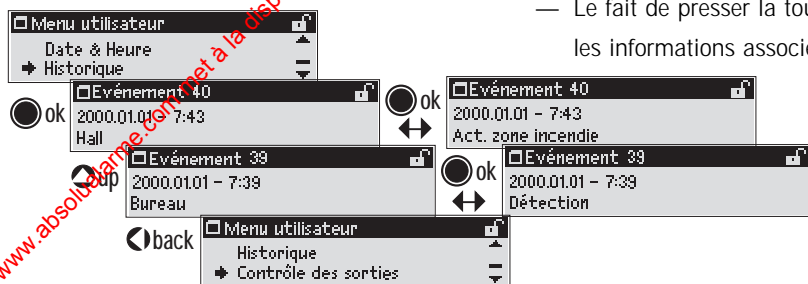 — Le fait de presser la tou
les informations associé
Menu utilisateur
Date & Heure
Historique
ok
Evénement 40
2000.01.01 - 7:43
Hall
ok
Evénement 40
2000.01.01 - 7:43
Act. zone incendie
up
Evénement 39
2000.01.01 - 7:39
Bureau
ok
Evénement 39
2000.01.01 - 7:39
Détection
back
Menu utilisateur
Historique
Contrôle des sorties
www.absolualarme.com met à la disp